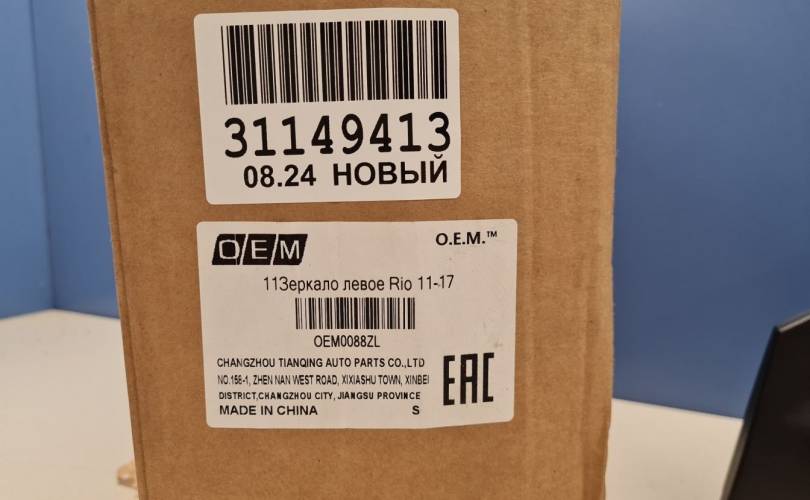 31149413
08.24 НОВЫЙ
OEM
O.E.M.™
11Зеркало левое Rio 11-17
OEM0088ZL
CHANGZHOU TIANQING AUTO PARTS CO.,LTD
NO.158-1, ZHEN NAN WEST ROAD, XIXIASHU TOWN, XINBEI
DISTRICT,CHANGZHOU CITY, JIANGSU PROVINCE
MADE IN CHINA S
EAC